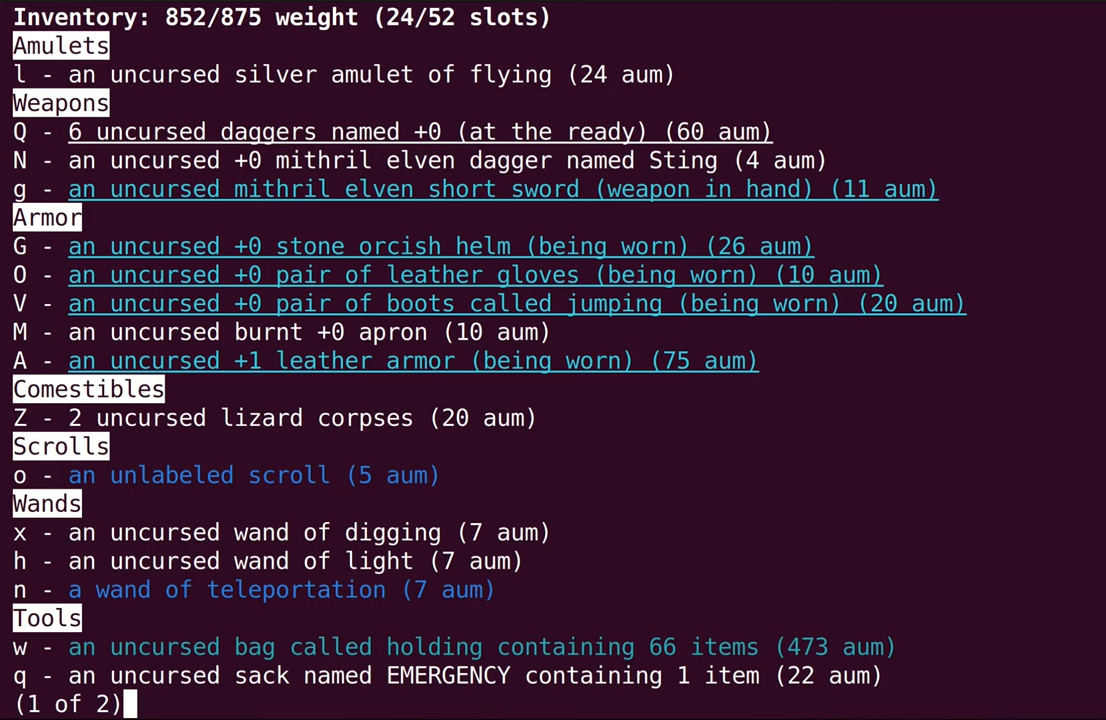 Inventory: 852/875 weight (24/52 slots)
Amulets
l - an uncursed silver amulet of flying (24 aum)
Weapons
Q - 6 uncursed daggers named +0 (at the ready) (60 aum)
N - an uncursed +0 mithril elven dagger named Sting (4 aum)
g - an uncursed mithril elven short sword (weapon in hand) (11 aum)
Armor
G - an uncursed +0 stone orcish helm (being worn) (26 aum)
O - an uncursed +0 pair of leather gloves (being worn) (10 aum)
V - an uncursed +0 pair of boots called jumping (being worn) (20 aum)
M - an uncursed burnt +0 apron (10 aum)
A - an uncursed +1 leather armor (being worn) (75 aum)
Comestibles
Z - 2 uncursed lizard corpses (20 aum)
Scrolls
o - an unlabeled scroll (5 aum)
Wands
x - an uncursed wand of digging (7 aum)
h - an uncursed wand of light (7 aum)
n - a wand of teleportation (7 aum)
Tools
w - an uncursed bag called holding containing 66 items (473 aum)
q - an uncursed sack named EMERGENCY containing 1 item (22 aum)
(1 of 2)